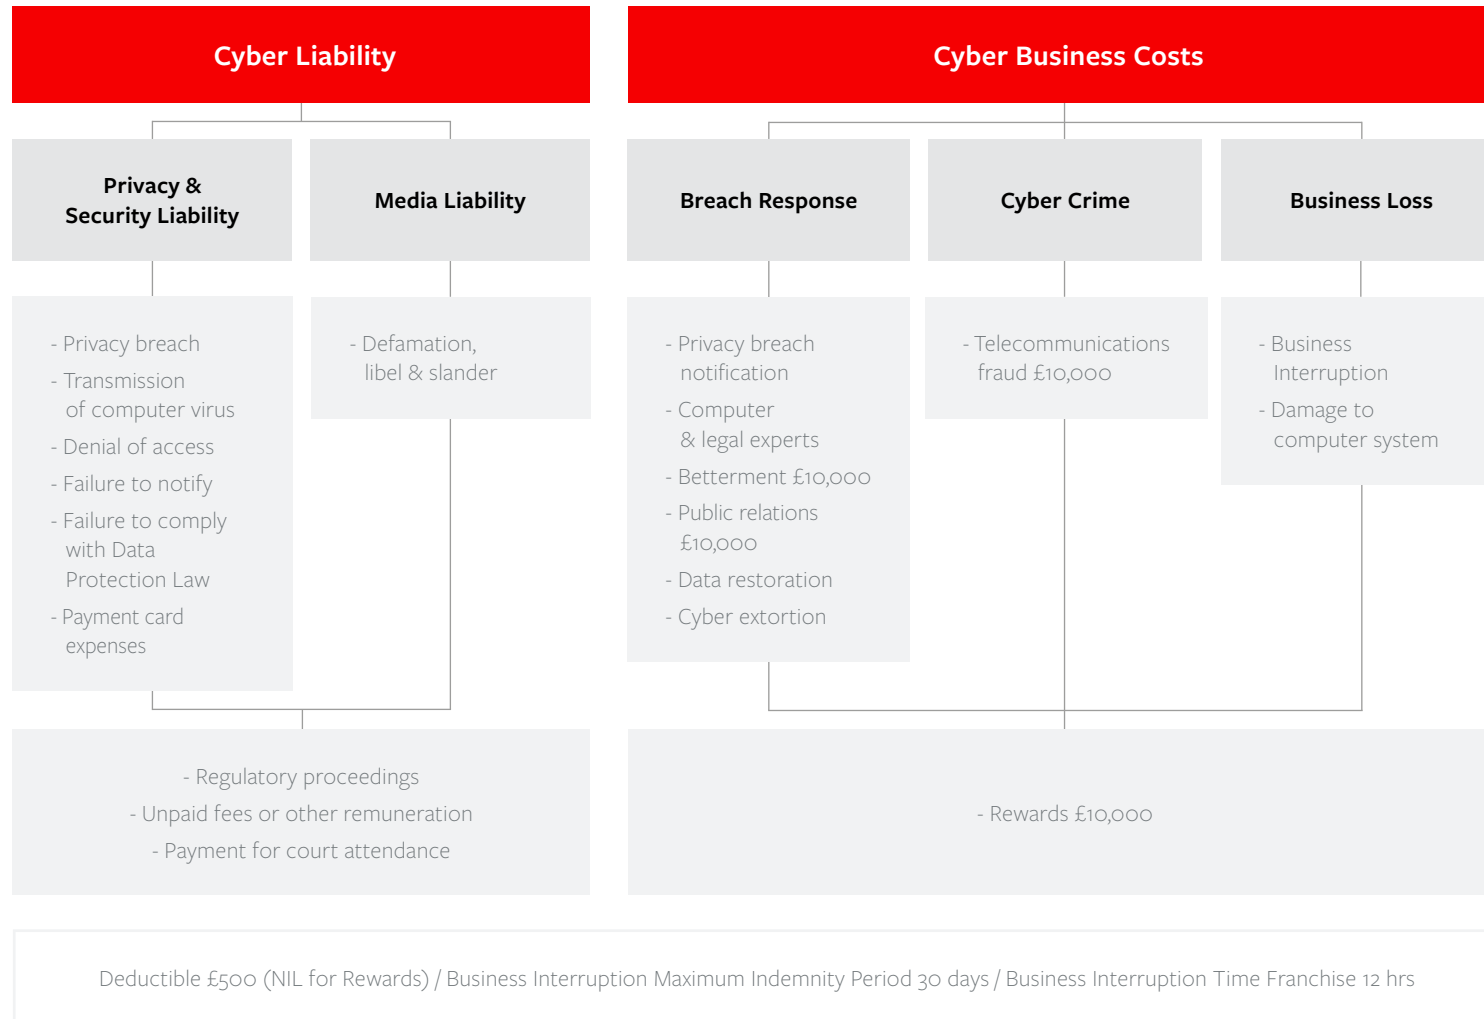 Cyber Liability
Privacy &
Security Liability
Media Liability
- Privacy breach
- Transmission
of computer virus
- Denial of access
- Failure to notify
- Failure to comply
with Data
Protection Law
- Payment card
expenses
- Defamation,
libel & slander
- Regulatory proceedings
- Unpaid fees or other remuneration
- Payment for court attendance
Cyber Business Costs
Breach Response
Cyber Crime
Business Loss
- Privacy breach
notification
- Computer
& legal experts
- Betterment £10,000
- Public relations
£10,000
- Data restoration
- Cyber extortion
- Telecommunications
fraud £10,000
- Business
Interruption
- Damage to
computer system
- Rewards £10,000
Deductible £500 (NIL for Rewards) / Business Interruption Maximum Indemnity Period 30 days / Business Interruption Time Franchise 12 hrs